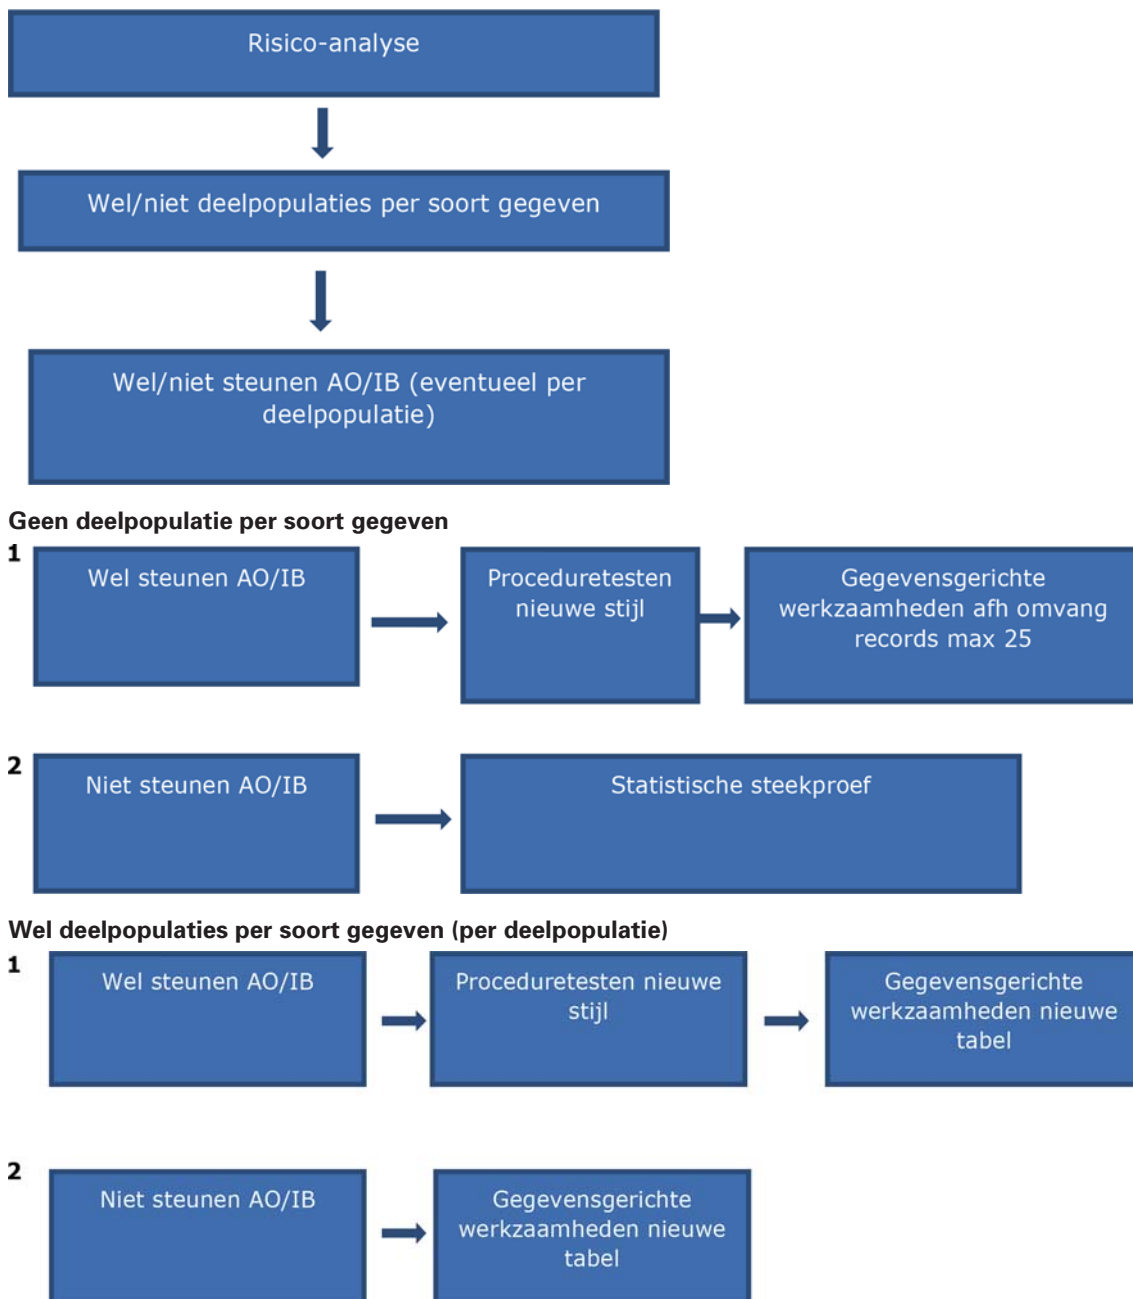 Risico-analyse
Wel/niet deelpopulaties per soort gegeven
Wel/niet steunen AO/IB (eventueel per
deelpopulatie)
Geen deelpopulatie per soort gegeven
1
Wel steunen AO/IB
Proceduretesten
nieuwe stijl
Gegevensgerichte
werkzaamheden afh omvang
records max 25
2
Niet steunen AO/IB
Statistische steekproef
Wel deelpopulaties per soort gegeven (per deelpopulatie)
1
Wel steunen AO/IB
Proceduretesten nieuwe
stijl
Gegevensgerichte
werkzaamheden nieuwe
tabel
2
Niet steunen AO/IB
Gegevensgerichte
werkzaamheden nieuwe
tabel